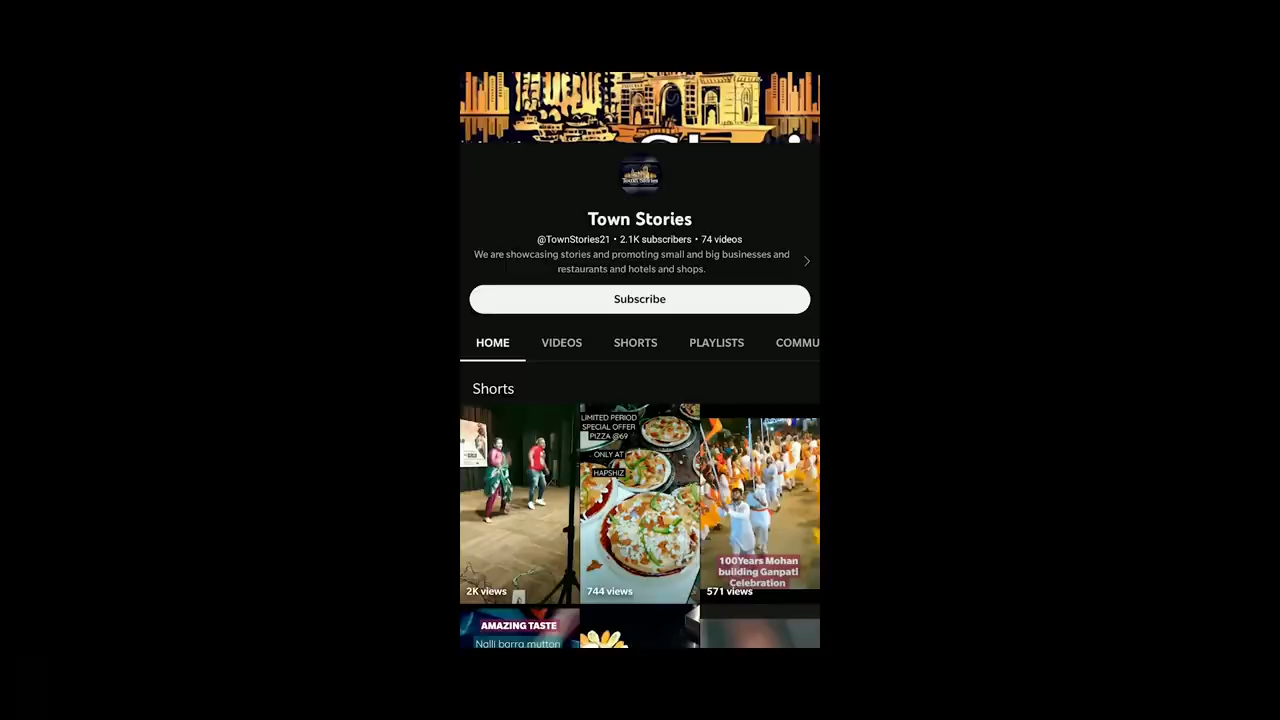 Town Stories
@TownStories21 • 2.1K subscribers • 74 videos
We are showcasing stories and promoting small and big businesses and
restaurants and hotels and shops.
Subscribe
HOME VIDEOS SHORTS PLAYLISTS COMMU
Shorts
LIMITED PERIOD
SPECIAL OFFER
PIZZA @69
ONLY AT
HAPSHIZ
100Years Mohan
building Ganpati
Celebration
2K views
744 views
571 views
AMAZING TASTE
Nalli barra mutton